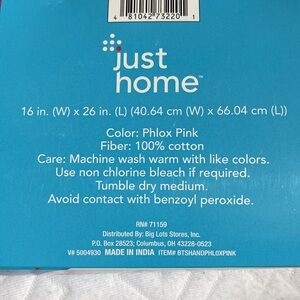 4 81042 73220 1
just
home™
16 in. (W) x 26 in. (L) (40.64 cm (W) x 66.04 cm (L))
Color: Phlox Pink
Fiber: 100% cotton
Care: Machine wash warm with like colors.
Use non chlorine bleach if required.
Tumble dry medium.
Avoid contact with benzoyl peroxide.
RN# 71159
Distributed By: Big Lots Stores, Inc.
P.O. Box 28523; Columbus, OH 43228-0523
V# 5004930 MADE IN INDIA ITEM# BTSHANDPHLOXPINK